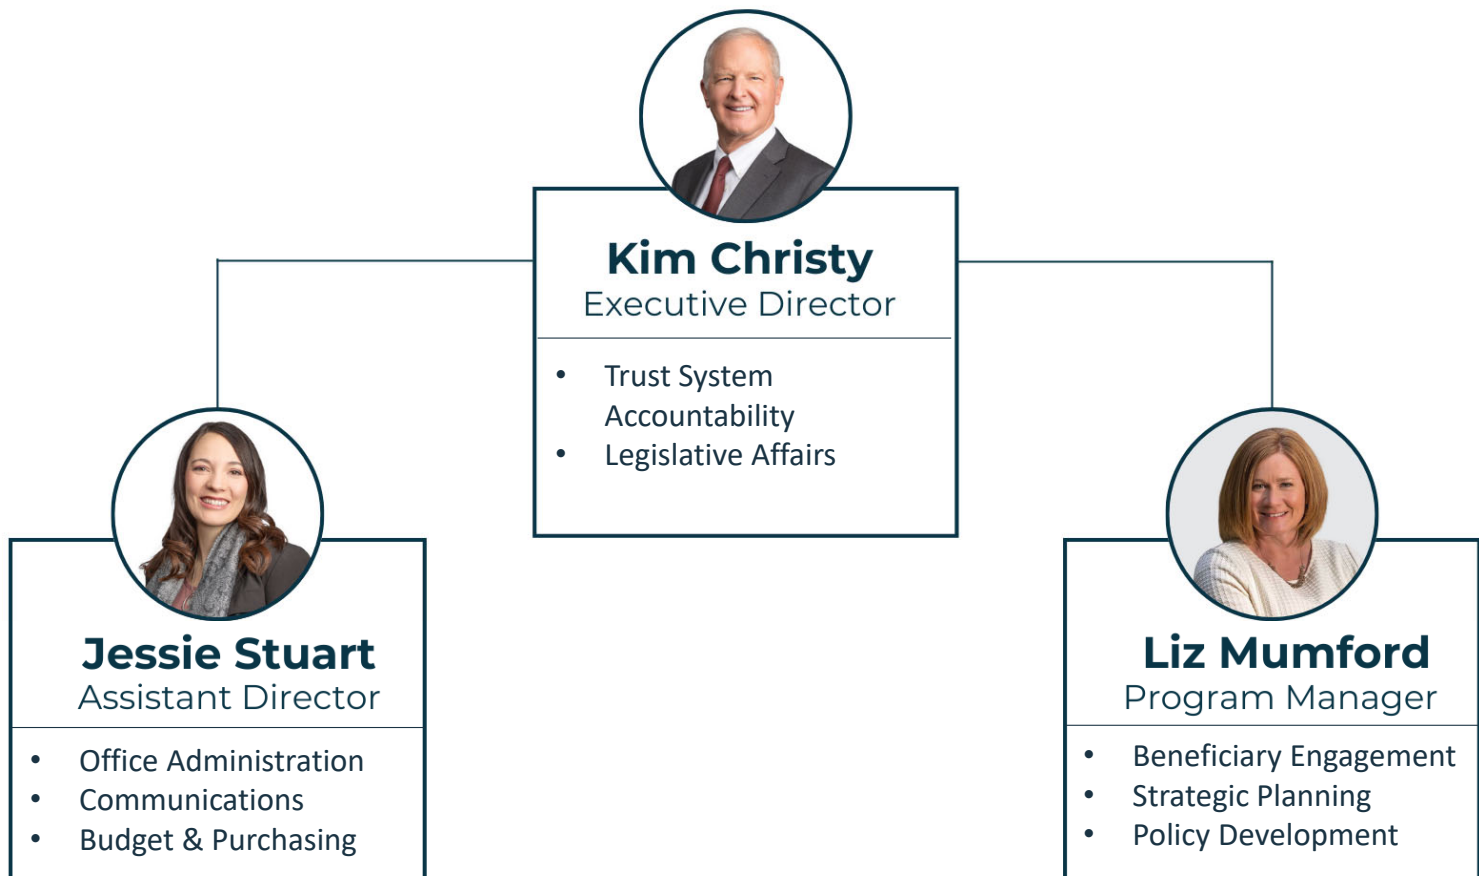 Kim Christy
Executive Director
• Trust System
Accountability
• Legislative Affairs
Jessie Stuart
Assistant Director
• Office Administration
• Communications
• Budget & Purchasing
Liz Mumford
Program Manager
• Beneficiary Engagement
• Strategic Planning
• Policy Development